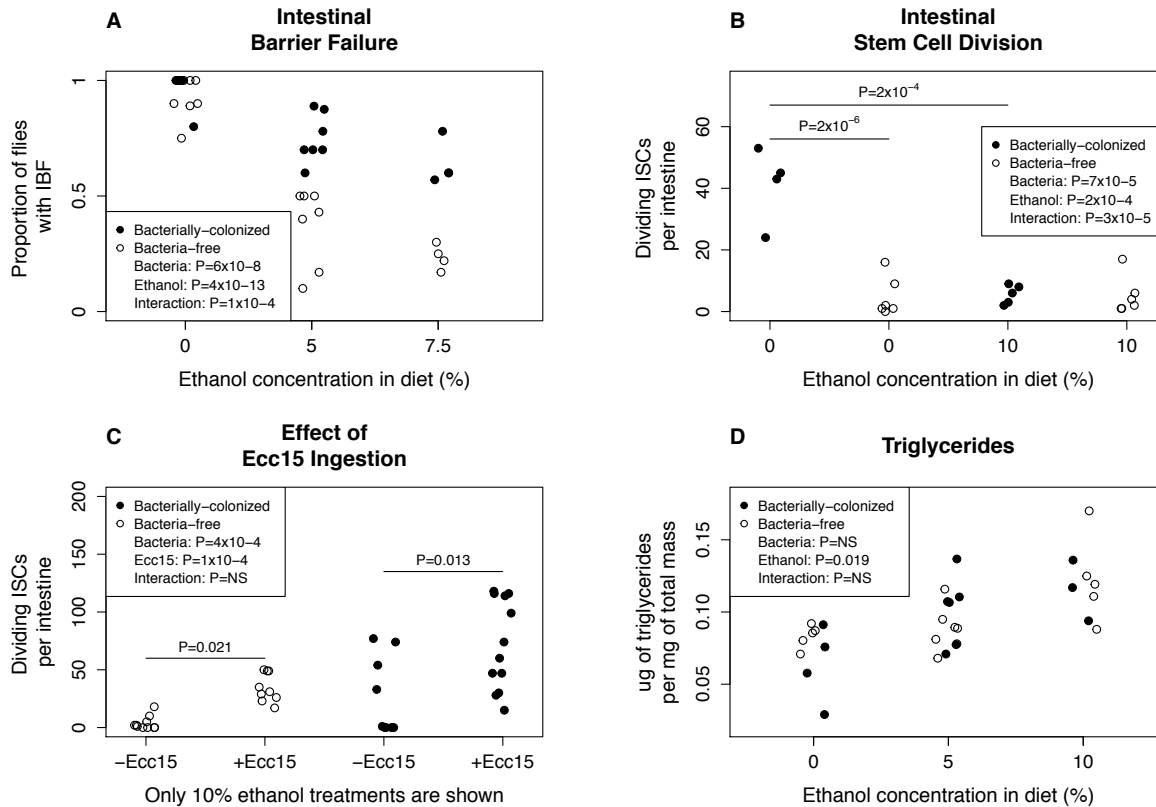 A
Intestinal
Barrier Failure
Proportion of flies
with IBF
1
0.5
0
● Bacterially−colonized
○ Bacteria−free
Bacteria: P=6x10−8
Ethanol: P=4x10−13
Interaction: P=1x10−4
0 5 7.5
Ethanol concentration in diet (%)
B
Intestinal
Stem Cell Division
Dividing ISCs
per intestine
60
40
20
0
P=2x10⁻⁴
P=2x10⁻⁶
● Bacterially−colonized
○ Bacteria−free
Bacteria: P=7x10−5
Ethanol: P=2x10−4
Interaction: P=3x10−5
0 0 10 10
Ethanol concentration in diet (%)
C
Effect of
Ecc15 Ingestion
Dividing ISCs
per intestine
200
150
100
50
0
● Bacterially−colonized
○ Bacteria−free
Bacteria: P=4x10−4
Ecc15: P=1x10−4
Interaction: P=NS
P=0.013
P=0.021
−Ecc15 +Ecc15 −Ecc15 +Ecc15
Only 10% ethanol treatments are shown
D
Triglycerides
ug of triglycerides
per mg of total mass
0.15
0.10
0.05
● Bacterially−colonized
○ Bacteria−free
Bacteria: P=NS
Ethanol: P=0.019
Interaction: P=NS
0 5 10
Ethanol concentration in diet (%)